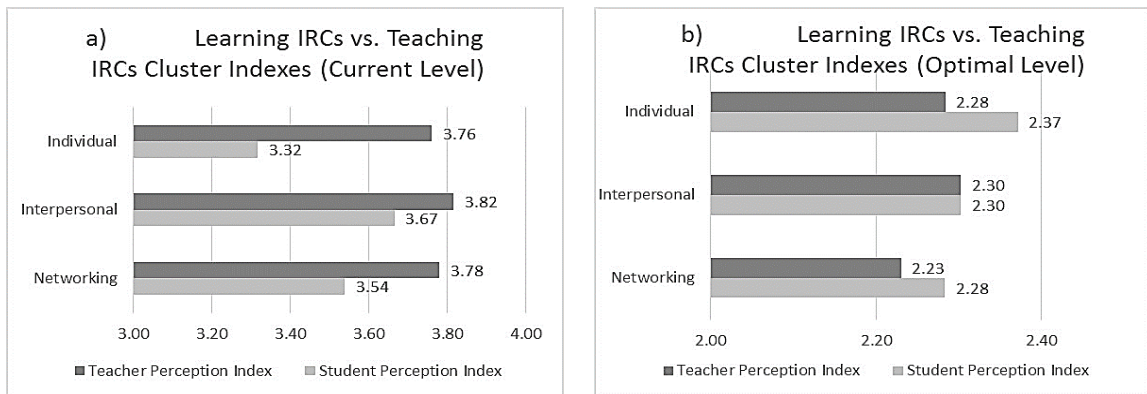 a) Learning IRCs vs. Teaching
IRCs Cluster Indexes (Current Level)
Individual
3.76
3.32
Interpersonal
3.82
3.67
Networking
3.78
3.54
3.00 3.20 3.40 3.60 3.80 4.00
Teacher Perception Index Student Perception Index
b) Learning IRCs vs. Teaching
IRCs Cluster Indexes (Optimal Level)
Individual
2.28
2.37
Interpersonal
2.30
2.30
Networking
2.23
2.28
2.00 2.20 2.40
Teacher Perception Index Student Perception Index